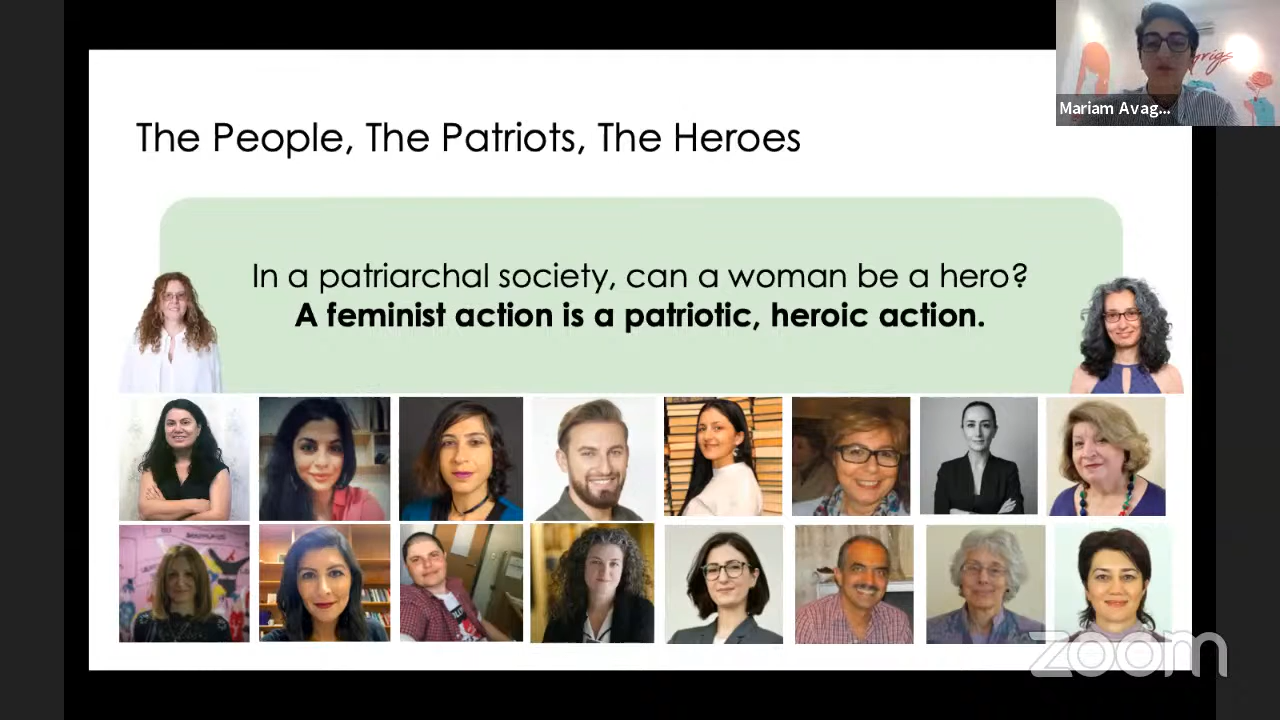 Mariam Avag...
The People, The Patriots, The Heroes
In a patriarchal society, can a woman be a hero?
A feminist action is a patriotic, heroic action.
zoom